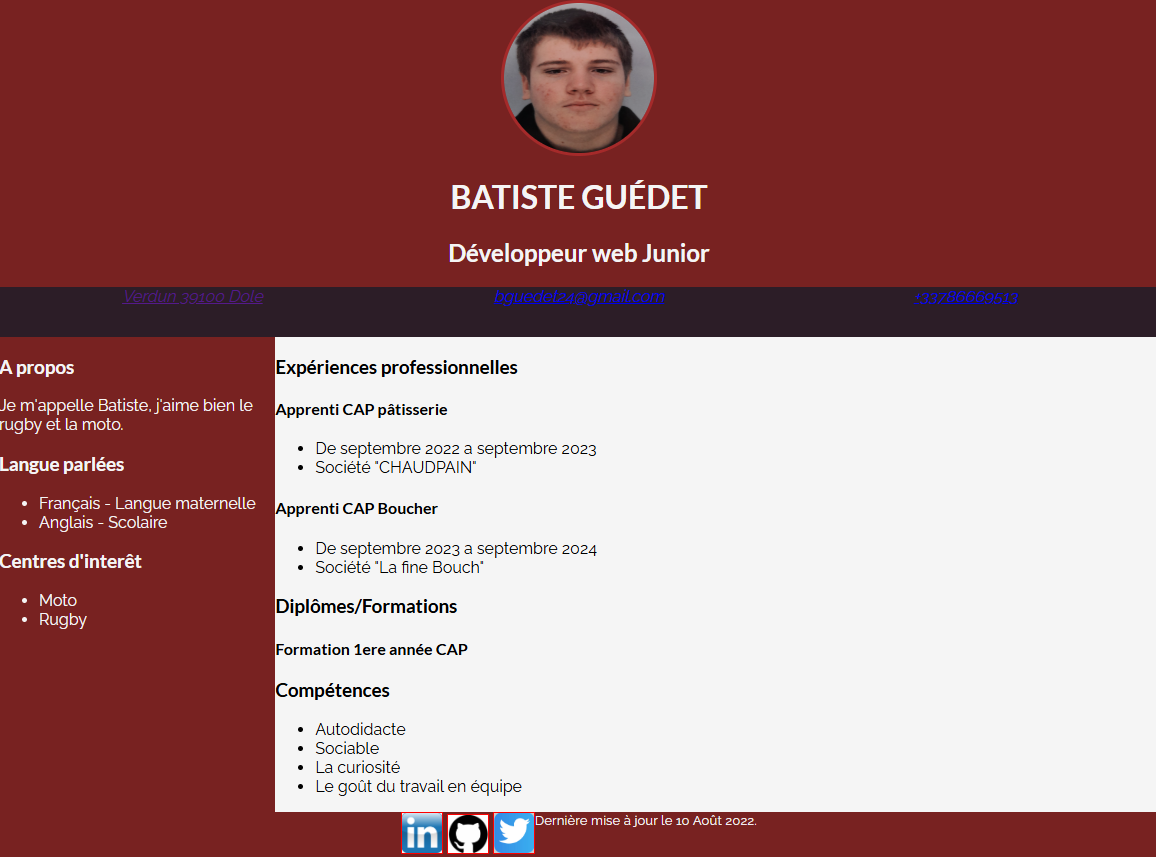 BATISTE GUÉDET
Développeur web Junior
Verdun 39100 Dole
A propos
Je m'appelle Batiste, j'aime bien le
rugby et la moto.
Langue parlées
Français - Langue maternelle
Anglais - Scolaire
Centres d'interêt
Moto
Rugby
Expériences professionnelles
Apprenti CAP pâtisserie
De septembre 2022 a septembre 2023
Société "CHAUDPAIN"
Apprenti CAP Boucher
De septembre 2023 a septembre 2024
Société "La fine Bouch"
Diplômes/Formations
Formation 1ere année CAP
Compétences
Autodidacte
Sociable
La curiosité
Le goût du travail en équipe
in
Dernière mise à jour le 10 Août 2022.